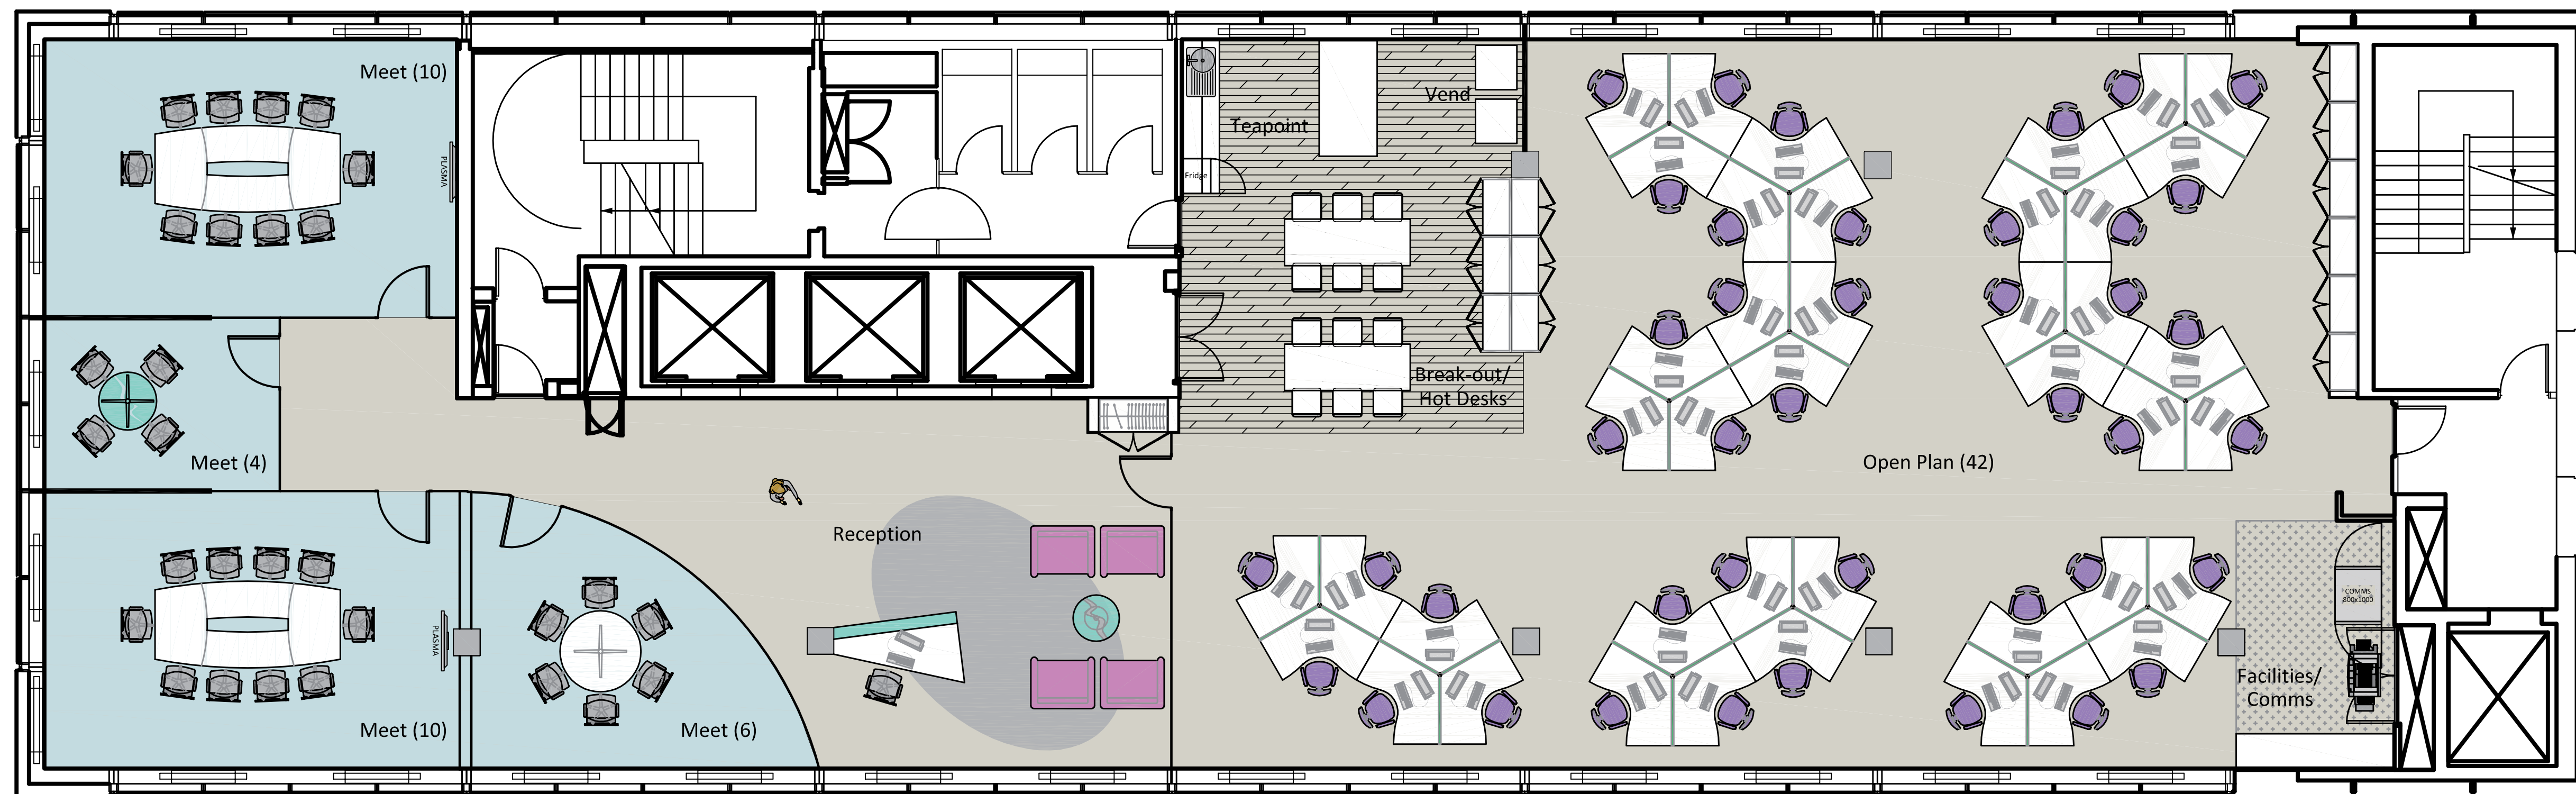 Meet (10)
PLASMA
Meet (4)
Meet (10)
PLASMA
Meet (6)
Reception
Teapoint
Vend
Fridge
Break-out/
Hot Desks
Open Plan (42)
COMMS
800x1000
Facilities/
Comms